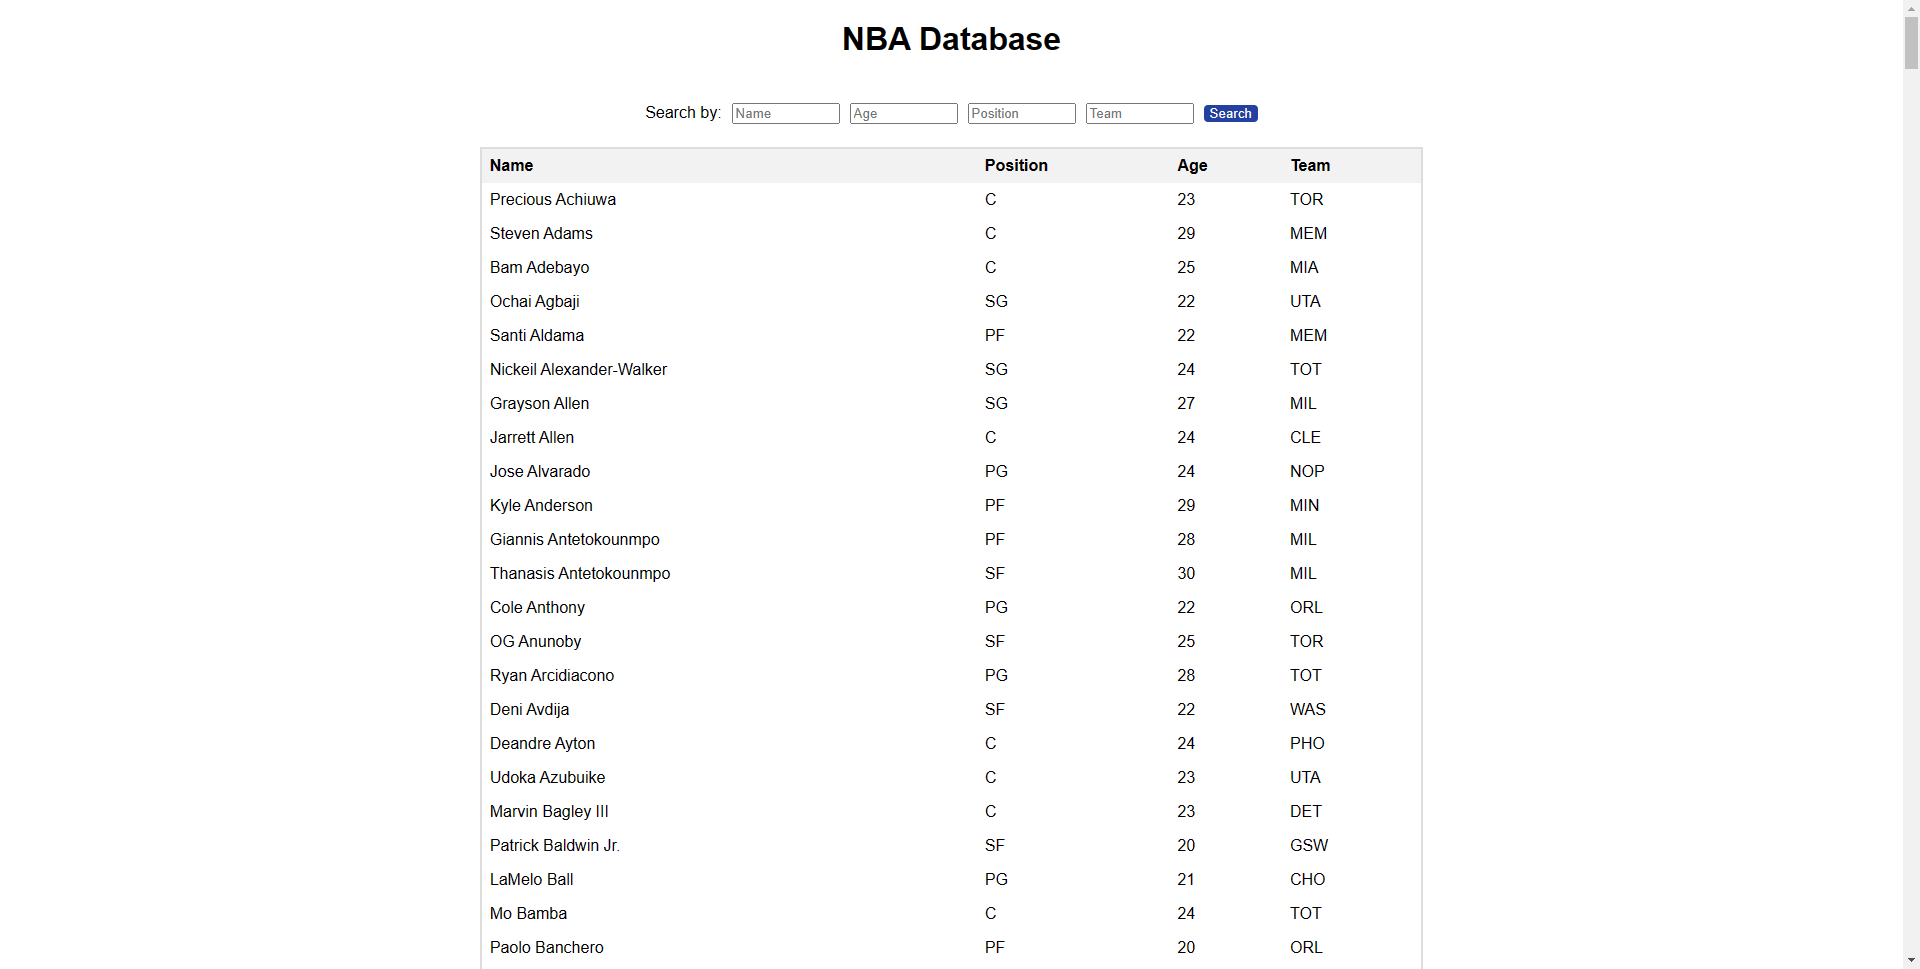 NBA Database
Search by: Name Age Position Team Search
Name Position Age Team
Precious Achiuwa C 23 TOR
Steven Adams C 29 MEM
Bam Adebayo C 25 MIA
Ochai Agbaji SG 22 UTA
Santi Aldama PF 22 MEM
Nickeil Alexander-Walker SG 24 TOT
Grayson Allen SG 27 MIL
Jarrett Allen C 24 CLE
Jose Alvarado PG 24 NOP
Kyle Anderson PF 29 MIN
Giannis Antetokounmpo PF 28 MIL
Thanasis Antetokounmpo SF 30 MIL
Cole Anthony PG 22 ORL
OG Anunoby SF 25 TOR
Ryan Arcidiacono PG 28 TOT
Deni Avdija SF 22 WAS
Deandre Ayton C 24 PHO
Udoka Azubuike C 23 UTA
Marvin Bagley III C 23 DET
Patrick Baldwin Jr. SF 20 GSW
LaMelo Ball PG 21 CHO
Mo Bamba C 24 TOT
Paolo Banchero PF 20 ORL